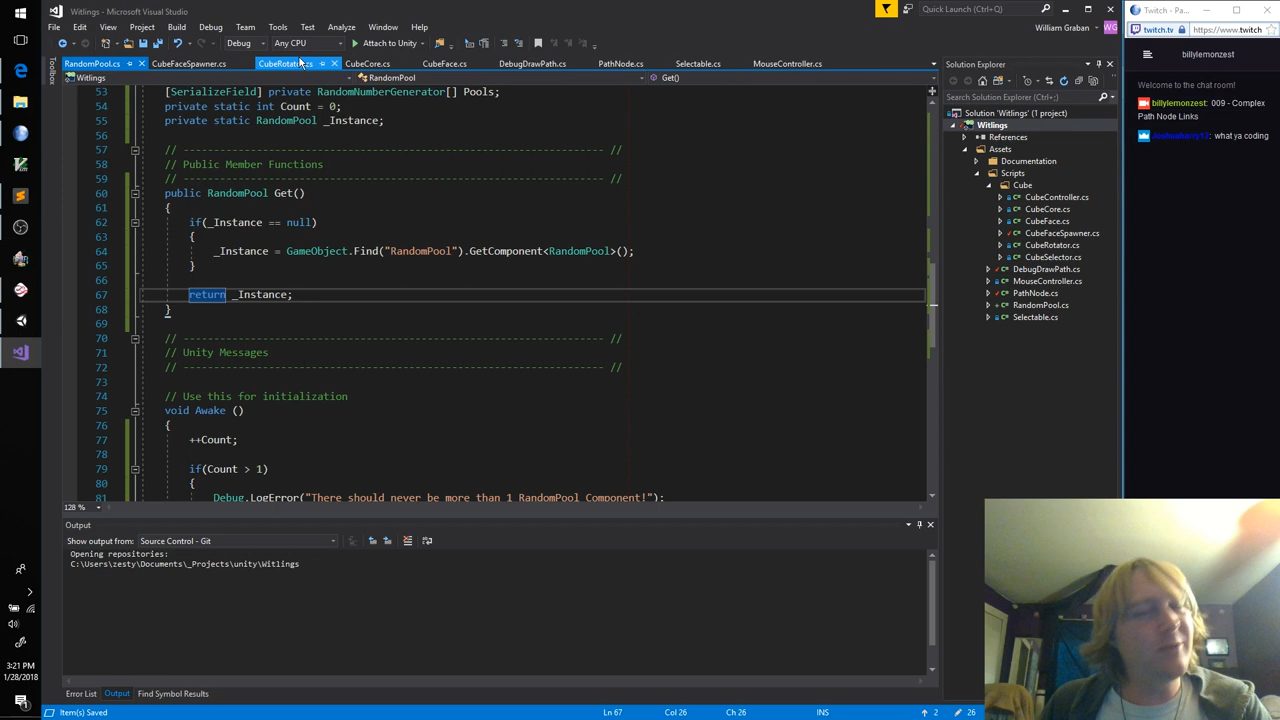 Witlings - Microsoft Visual Studio
Quick Launch (Ctrl+Q)
File Edit View Project Build Debug Team Tools Test Analyze Window Help
William Graban WG
Debug Any CPU Attach to Unity
RandomPool.cs CubeFaceSpawner.cs CubeRotator.cs CubeCore.cs CubeFace.cs DebugDrawPath.cs PathNode.cs Selectable.cs MouseController.cs
Toolbox
Witlings RandomPool Get()
53 [SerializeField] private RandomNumberGenerator[] Pools;
54 private static int Count = 0;
55 private static RandomPool _Instance;
56
57 // ------------------------------------------------------------------ //
58 // Public Member Functions
59 // ------------------------------------------------------------------ //
60 public RandomPool Get()
61 {
62 if(_Instance == null)
63 {
64 _Instance = GameObject.Find("RandomPool").GetComponent<RandomPool>();
65 }
66
67 return _Instance;
68 }
69
70 // ------------------------------------------------------------------ //
71 // Unity Messages
72 // ------------------------------------------------------------------ //
73
74 // Use this for initialization
75 void Awake ()
76 {
77 ++Count;
78
79 if(Count > 1)
80 {
81 Debug.LogError("There should never be more than 1 RandomPool Component!");
128 %
Output
Show output from: Source Control - Git
Opening repositories:
C:\Users\zesty\Documents\_Projects\unity\Witlings
Error List Output Find Symbol Results
Item(s) Saved Ln 67 Col 26 Ch 26 INS 2 26
Solution Explorer
Search Solution Explorer (Ctrl+;)
Solution 'Witlings' (1 project)
Witlings
References
Assets
Documentation
Scripts
Cube
CubeController.cs
CubeCore.cs
CubeFace.cs
CubeFaceSpawner.cs
CubeRotator.cs
CubeSelector.cs
DebugDrawPath.cs
MouseController.cs
PathNode.cs
RandomPool.cs
Selectable.cs
Twitch - Pa...
twitch.tv https://www.twitch
billylemonzest
Welcome to the chat room!
billylemonzest: 009 - Complex
Path Node Links
what ya coding
3:21 PM
1/28/2018